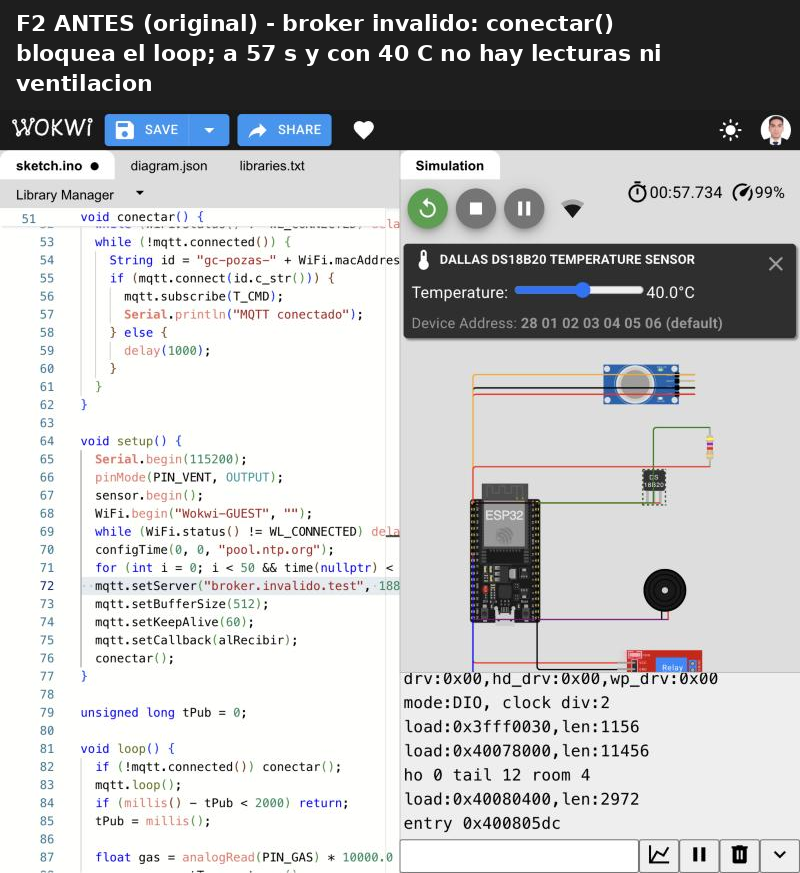 F2 ANTES (original) - broker invalido: conectar()
bloquea el loop; a 57 s y con 40 C no hay lecturas ni
ventilacion
WOKWI
SAVE
SHARE
sketch.ino
diagram.json
libraries.txt
Library Manager
51 void conectar() {
53 while (!mqtt.connected()) {
54 String id = "gc-pozas-" + WiFi.macAddres
55 if (mqtt.connect(id.c_str())) {
56 mqtt.subscribe(T_CMD);
57 Serial.println("MQTT conectado");
58 } else {
59 delay(1000);
60 }
61 }
62 }
63
64 void setup() {
65 Serial.begin(115200);
66 pinMode(PIN_VENT, OUTPUT);
67 sensor.begin();
68 WiFi.begin("Wokwi-GUEST", "");
69 while (WiFi.status() != WL_CONNECTED) dela
70 configTime(0, 0, "pool.ntp.org");
71 for (int i = 0; i < 50 && time(nullptr) <
72 mqtt.setServer("broker.invalido.test", 188
73 mqtt.setBufferSize(512);
74 mqtt.setKeepAlive(60);
75 mqtt.setCallback(alRecibir);
76 conectar();
77 }
78
79 unsigned long tPub = 0;
80
81 void loop() {
82 if (!mqtt.connected()) conectar();
83 mqtt.loop();
84 if (millis() - tPub < 2000) return;
85 tPub = millis();
86
87 float gas = analogRead(PIN_GAS) * 10000.0
Simulation
00:57.734
99%
DALLAS DS18B20 TEMPERATURE SENSOR
Temperature: 40.0°C
Device Address: 28 01 02 03 04 05 06 (default)
DS
18B20
ESP32
Relay
drv:0x00,hd_drv:0x00,wp_drv:0x00
mode:DIO, clock div:2
load:0x3fff0030,len:1156
load:0x40078000,len:11456
ho 0 tail 12 room 4
load:0x40080400,len:2972
entry 0x400805dc